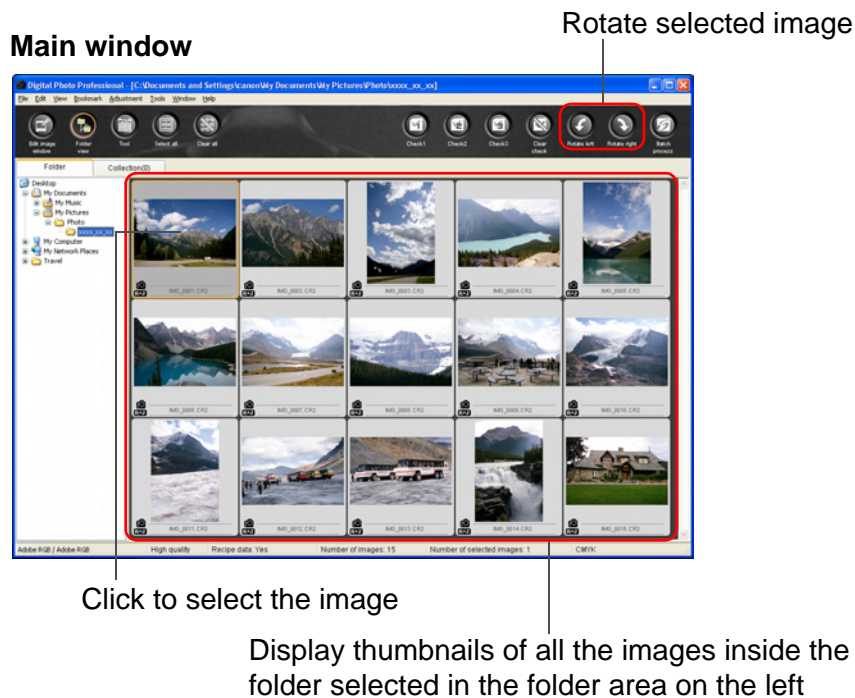 Rotate selected image
Main window
Digital Photo Professional - [C:\Documents and Settings\canon\My Documents\My Pictures\Photo\xxxx_xx_xx]
File Edit View Bookmark Adjustment Tools Window Help
Edit image window
Folder view
Tool
Select all
Clear all
Check1
Check2
Check3
Clear check
Rotate left
Rotate right
Batch process
Folder Collection(0)
Desktop
My Documents
My Music
My Pictures
Photo
xxxx_xx_xx
My Computer
My Network Places
Travel
IMG_0001.CR2 IMG_0002.CR2 IMG_0003.CR2 IMG_0004.CR2 IMG_0005.CR2
IMG_0006.CR2 IMG_0007.CR2 IMG_0008.CR2 IMG_0009.CR2 IMG_0010.CR2
IMG_0011.CR2 IMG_0012.CR2 IMG_0013.CR2 IMG_0014.CR2 IMG_0015.CR2
Adobe RGB / Adobe RGB High quality Recipe data: Yes Number of images: 15 Number of selected images: 1 CMYK
Click to select the image
Display thumbnails of all the images inside the
folder selected in the folder area on the left